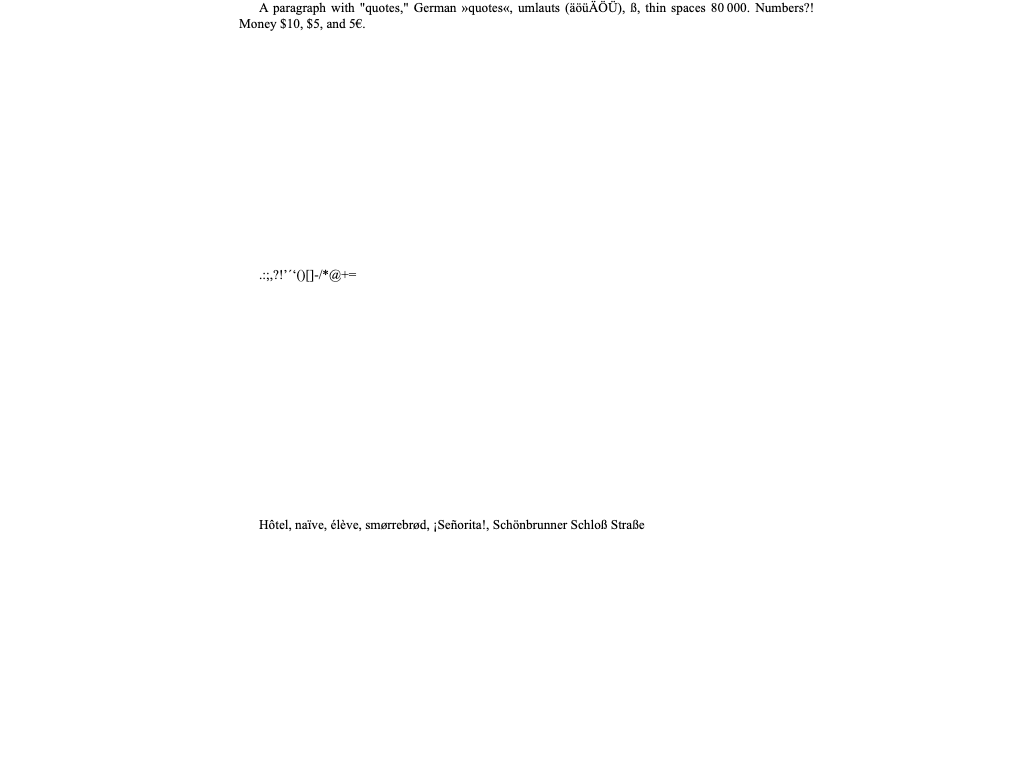 A paragraph with "quotes," German »quotes«, umlauts (äöüÄÖÜ), ß, thin spaces 80 000. Numbers?!
Money $10, $5, and 5€.
.:;,?!’´‘()[]-/*@+=
Hôtel, naïve, élève, smørrebrød, ¡Señorita!, Schönbrunner Schloß Straße